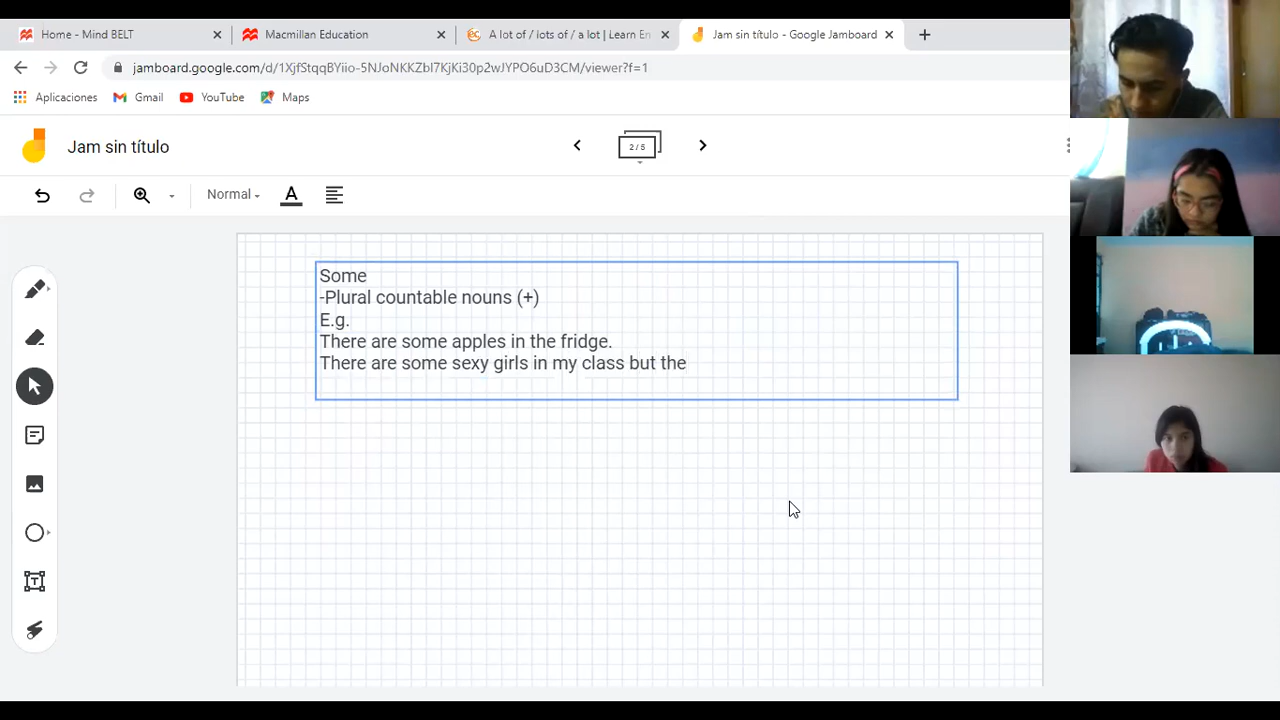 Home - Mind BELT
Macmillan Education
A lot of / lots of / a lot | Learn En
Jam sin título - Google Jamboard
jamboard.google.com/d/1XjfStqqBYiio-5NJoNKKZbl7KjKi30p2wJYPO6uD3CM/viewer?f=1
Aplicaciones
Gmail
YouTube
Maps
Jam sin título
2 / 5
Normal
Some
-Plural countable nouns (+)
E.g.
There are some apples in the fridge.
There are some sexy girls in my class but the